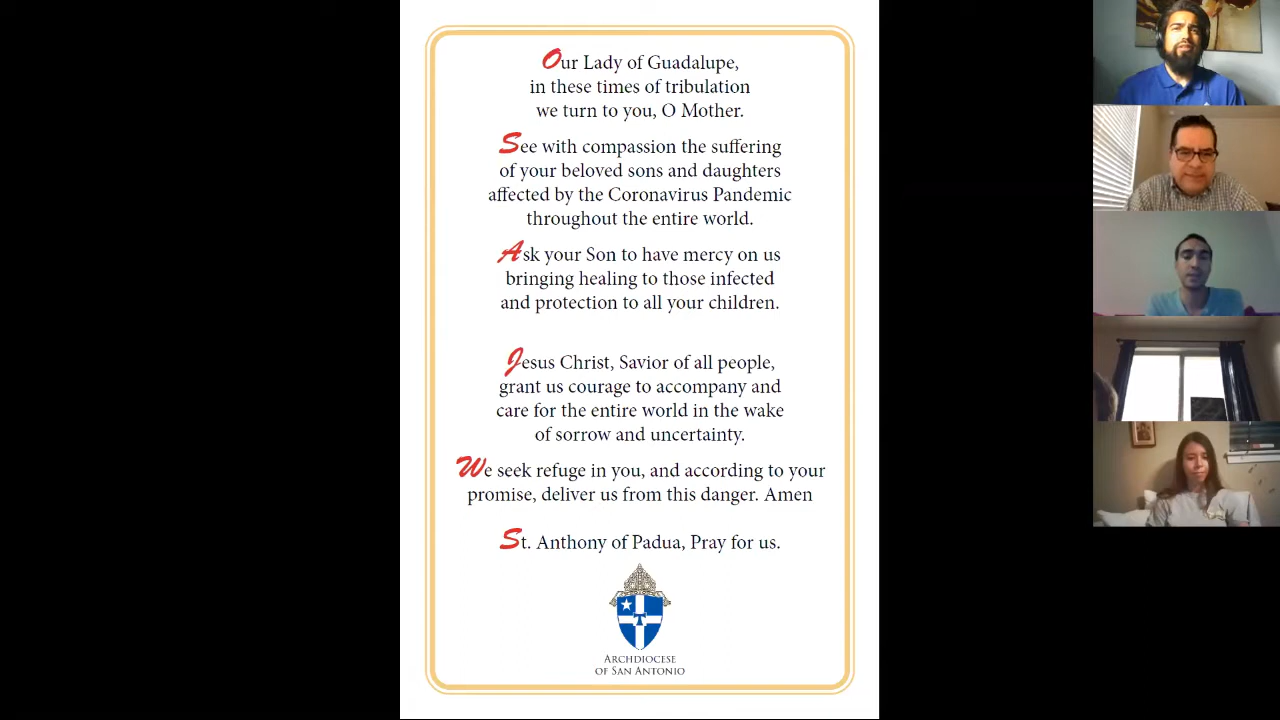 Our Lady of Guadalupe,
in these times of tribulation
we turn to you, O Mother.
See with compassion the suffering
of your beloved sons and daughters
affected by the Coronavirus Pandemic
throughout the entire world.
Ask your Son to have mercy on us
bringing healing to those infected
and protection to all your children.
Jesus Christ, Savior of all people,
grant us courage to accompany and
care for the entire world in the wake
of sorrow and uncertainty.
We seek refuge in you, and according to your
promise, deliver us from this danger. Amen
St. Anthony of Padua, Pray for us.
ARCHDIOCESE
OF SAN ANTONIO